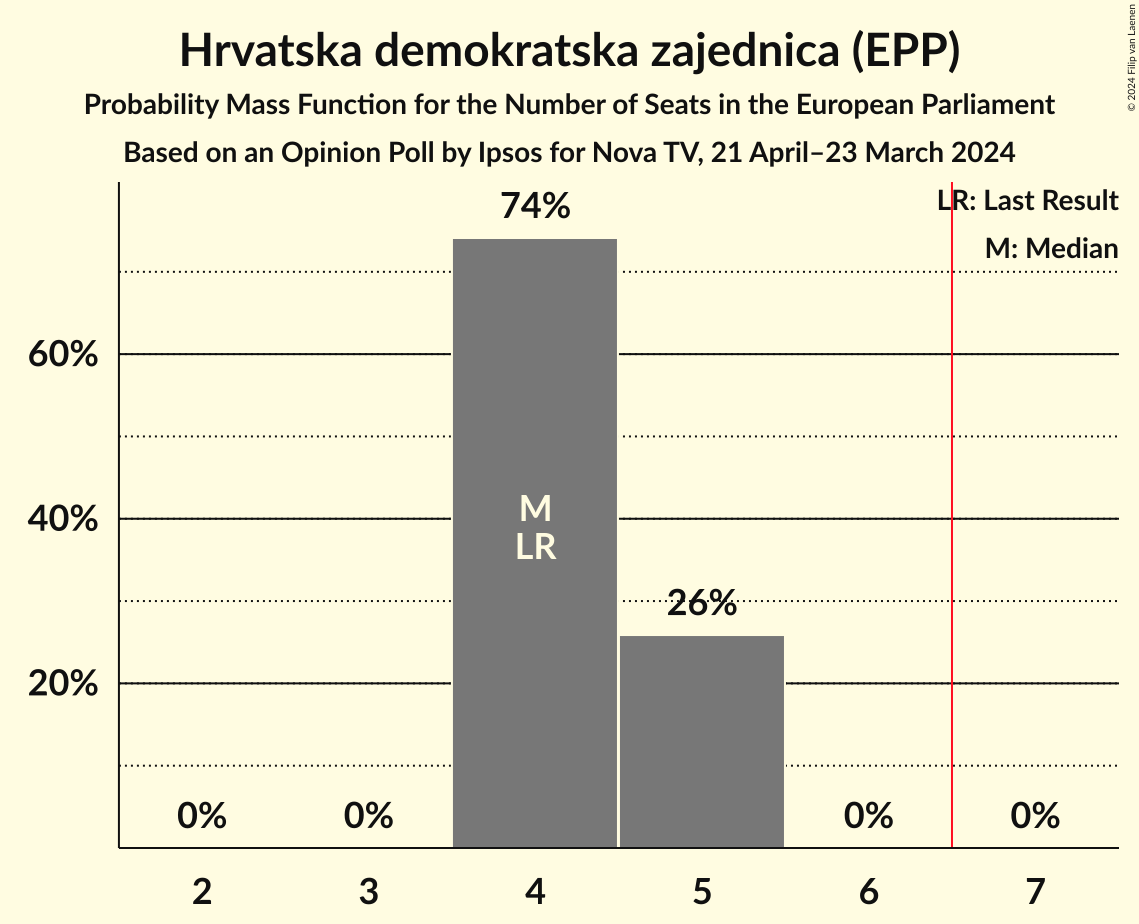 Hrvatska demokratska zajednica (EPP)
Probability Mass Function for the Number of Seats in the European Parliament
Based on an Opinion Poll by Ipsos for Nova TV, 21 April–23 March 2024
© 2024 Filip van Laenen
LR: Last Result
M: Median
74%
60%
40%
20%
M
LR
26%
0%
0%
0%
0%
2
3
4
5
6
7